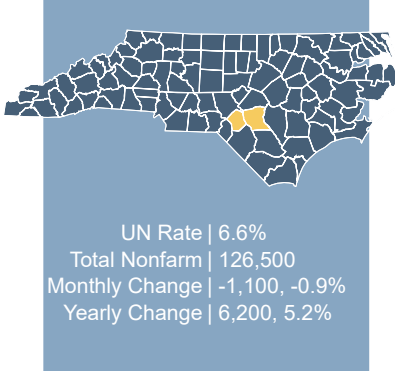 UN Rate | 6.6%
Total Nonfarm | 126,500
Monthly Change | -1,100, -0.9%
Yearly Change | 6,200, 5.2%